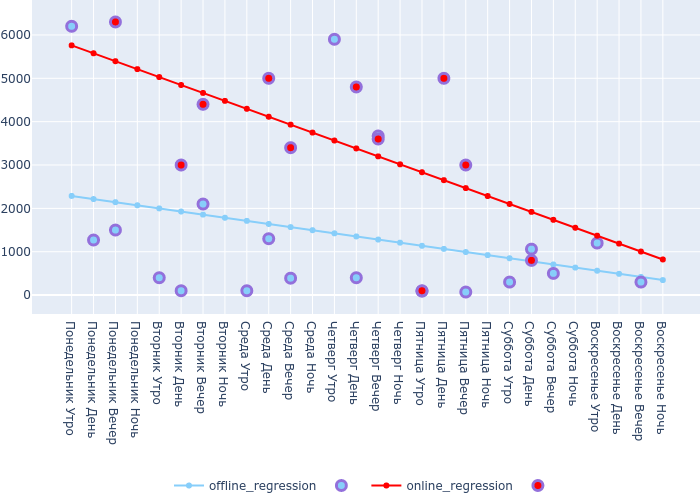 6000
5000
4000
3000
2000
1000
0
Понедельник Утро
Понедельник День
Понедельник Вечер
Понедельник Ночь
Вторник Утро
Вторник День
Вторник Вечер
Вторник Ночь
Среда Утро
Среда День
Среда Вечер
Среда Ночь
Четверг Утро
Четверг День
Четверг Вечер
Четверг Ночь
Пятница Утро
Пятница День
Пятница Вечер
Пятница Ночь
Суббота Утро
Суббота День
Суббота Вечер
Суббота Ночь
Воскресенье Утро
Воскресенье День
Воскресенье Вечер
Воскресенье Ночь
offline_regression
online_regression